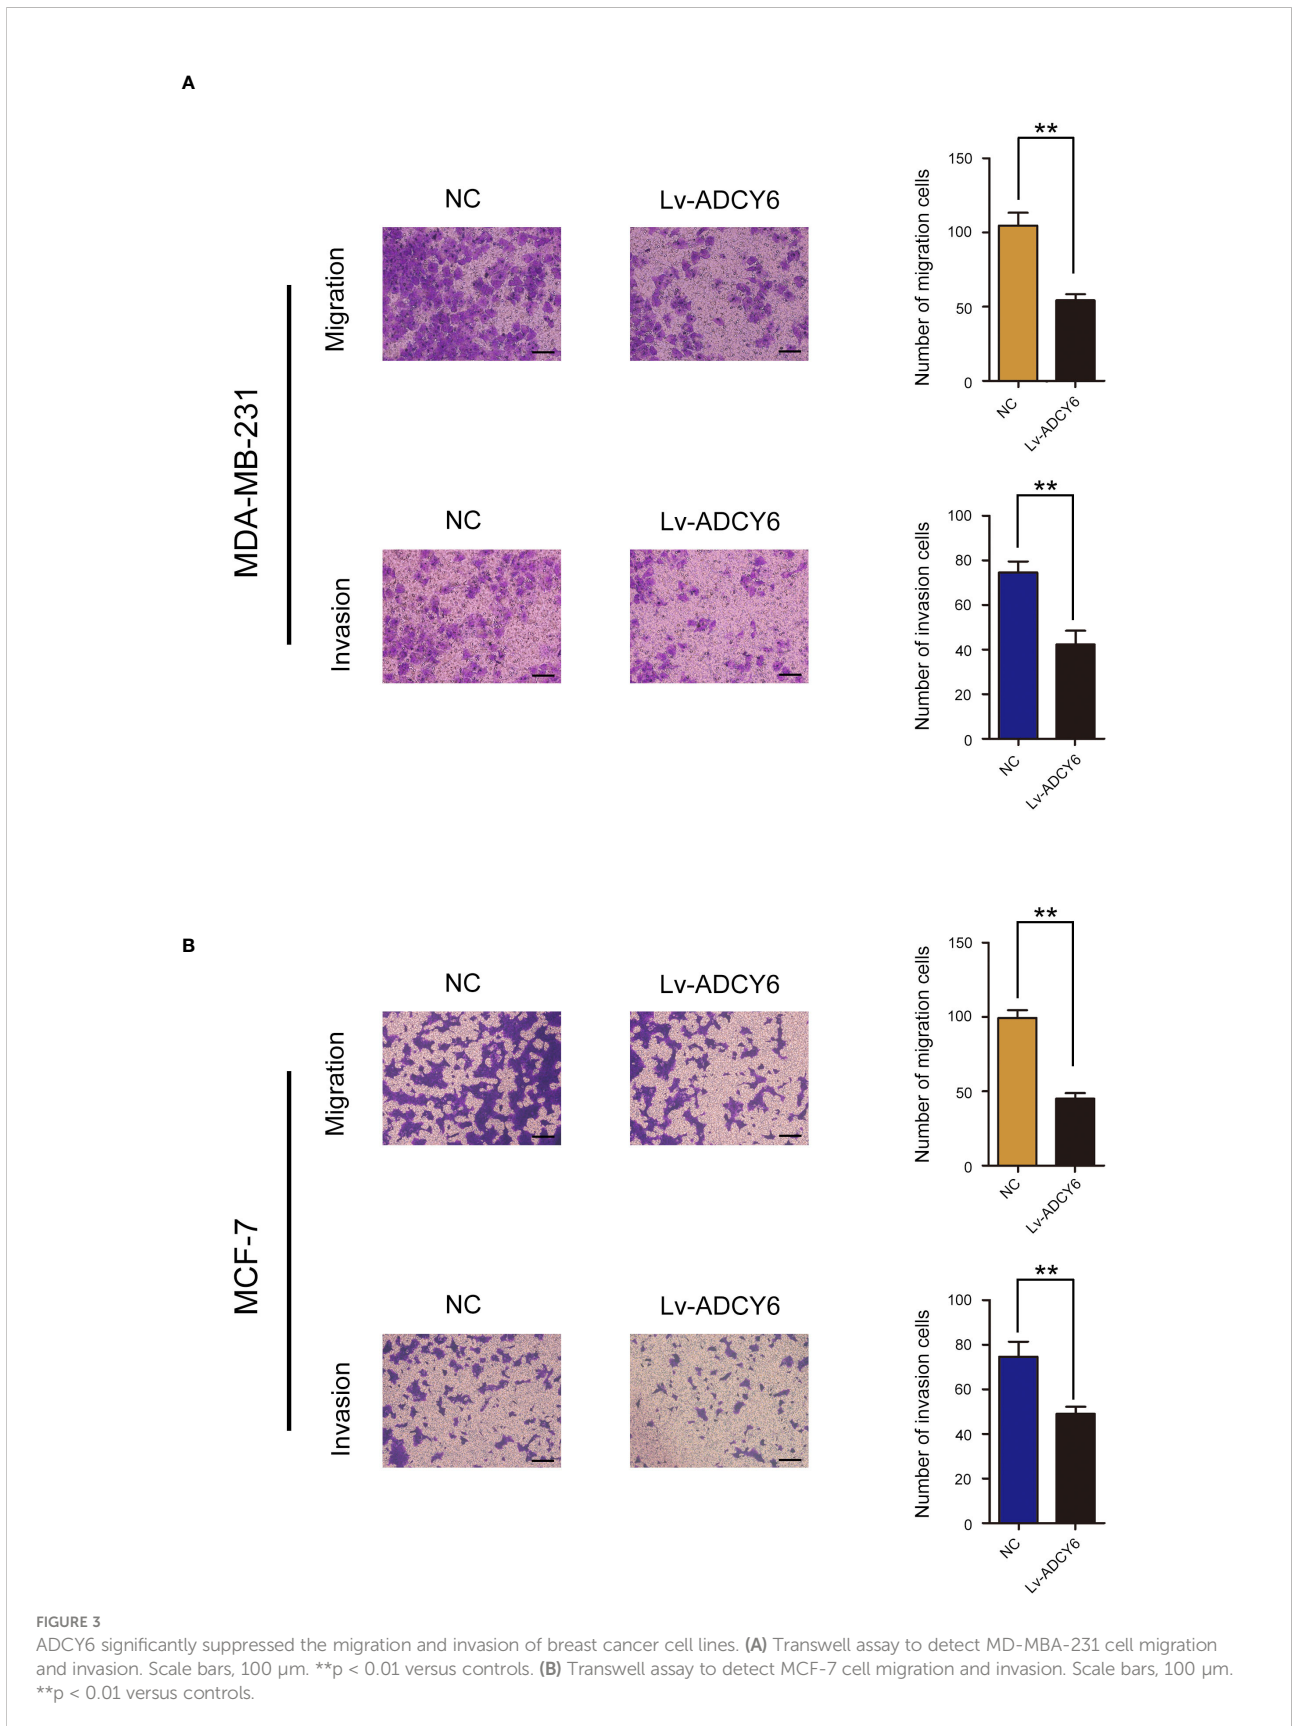 A
**
150
100
50
0
Number of migration cells
NC
Lv-ADCY6
NC
Lv-ADCY6
Migration
MDA-MB-231
**
100
80
60
40
20
0
Number of invasion cells
NC
Lv-ADCY6
NC
Lv-ADCY6
Invasion
B
**
150
100
50
0
Number of migration cells
NC
Lv-ADCY6
NC
Lv-ADCY6
Migration
MCF-7
**
100
80
60
40
20
0
Number of invasion cells
NC
Lv-ADCY6
NC
Lv-ADCY6
Invasion
FIGURE 3
ADCY6 significantly suppressed the migration and invasion of breast cancer cell lines. (A) Transwell assay to detect MD-MBA-231 cell migration
and invasion. Scale bars, 100 μm. **p < 0.01 versus controls. (B) Transwell assay to detect MCF-7 cell migration and invasion. Scale bars, 100 μm.
**p < 0.01 versus controls.